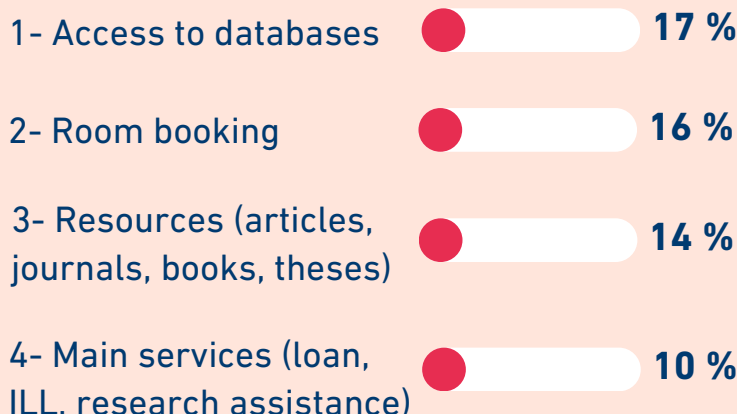 1- Access to databases 17 %
2- Room booking 16 %
3- Resources (articles,
journals, books, theses) 14 %
4- Main services (loan,
ILL, research assistance) 10 %